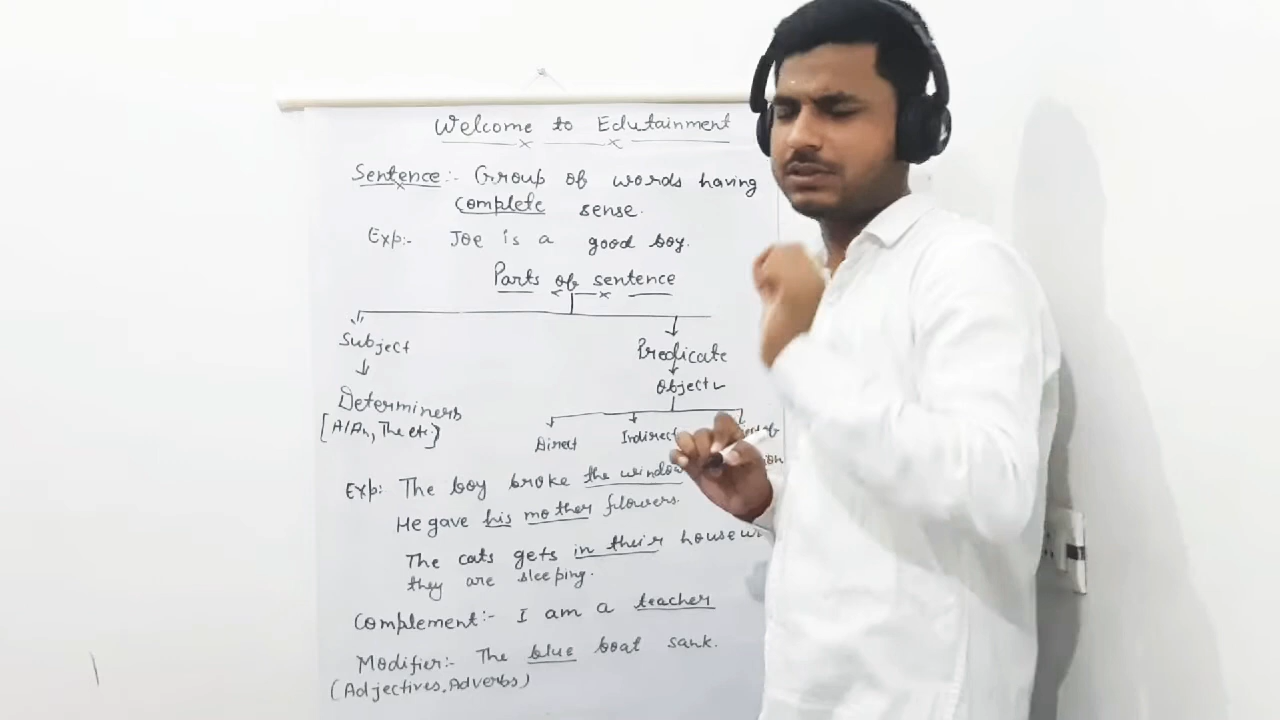 Welcome to Edutainment
Sentence:- Group of words having
complete sense.
Exp:- Joe is a good boy.
Parts of sentence
Subject
Predicate
Determiners
[A/An, The etc.]
Object
Direct Indirect
Exp: The boy broke the window
He gave his mother flowers.
The cats gets in their house
they are sleeping.
Complement:- I am a teacher
Modifier:- The blue boat sank.
(Adjectives, Adverbs)